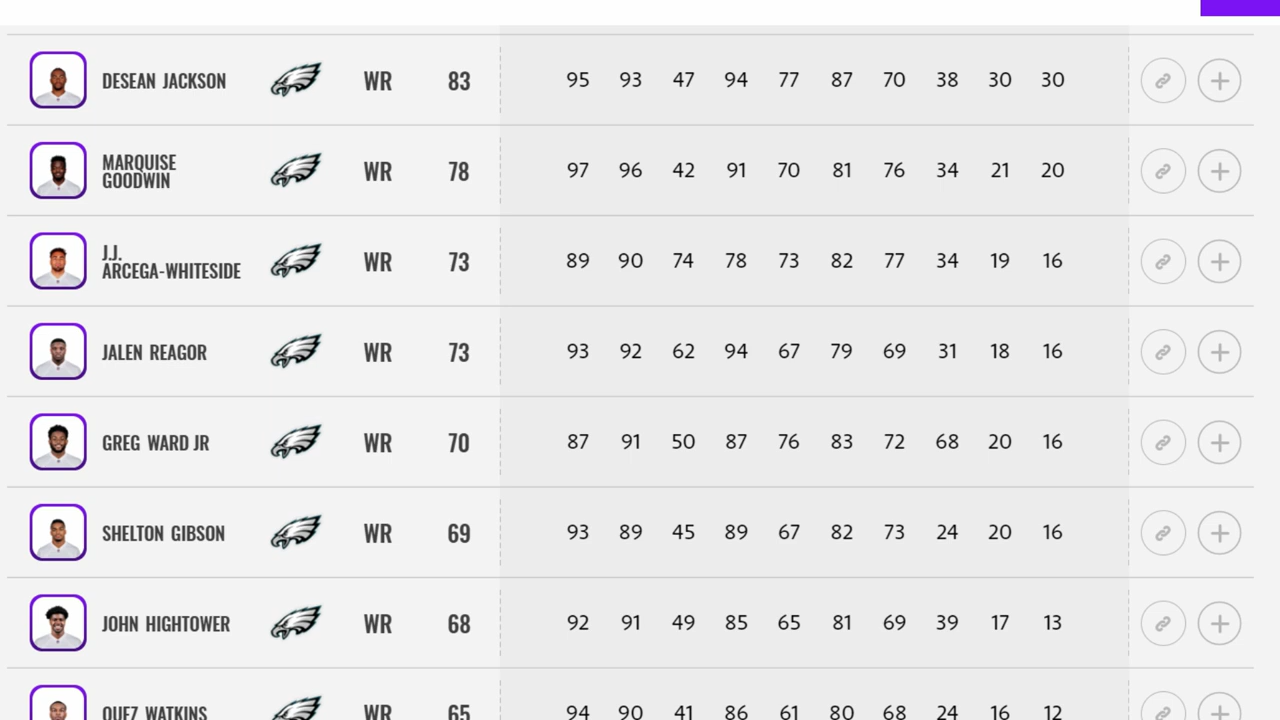 DESEAN JACKSON WR 83 95 93 47 94 77 87 70 38 30 30
MARQUISE
GOODWIN WR 78 97 96 42 91 70 81 76 34 21 20
J.J.
ARCEGA-WHITESIDE WR 73 89 90 74 78 73 82 77 34 19 16
JALEN REAGOR WR 73 93 92 62 94 67 79 69 31 18 16
GREG WARD JR WR 70 87 91 50 87 76 83 72 68 20 16
SHELTON GIBSON WR 69 93 89 45 89 67 82 73 24 20 16
JOHN HIGHTOWER WR 68 92 91 49 85 65 81 69 39 17 13
QUEZ WATKINS WR 65 94 90 41 86 61 80 68 24 16 12